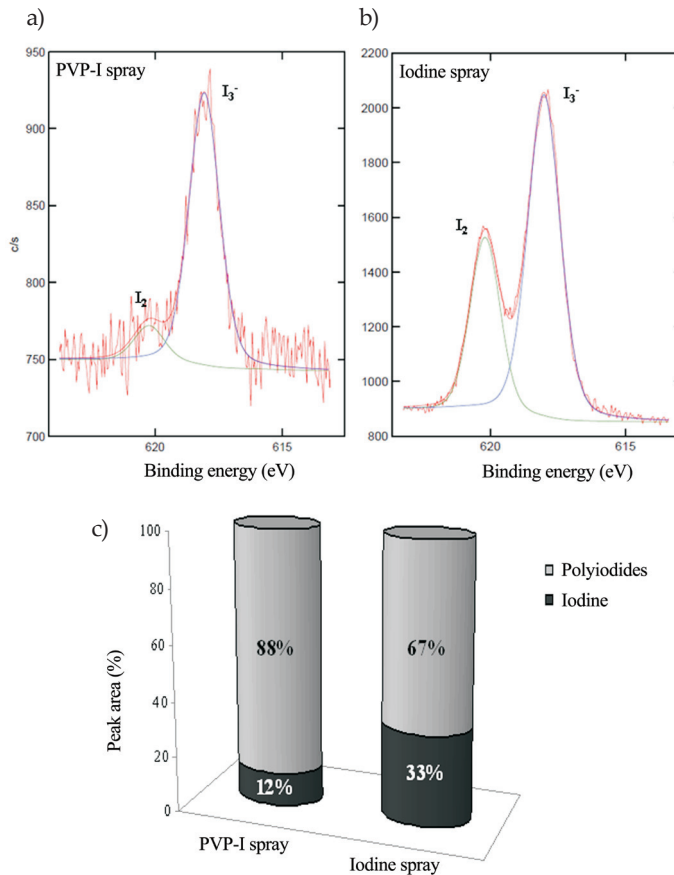 a)
PVP-I spray
950
900
850
800
750
700
c/s
I₃⁻
I₂
620
615
Binding energy (eV)
b)
Iodine spray
2200
2000
1800
1600
1400
1200
1000
800
I₃⁻
I₂
620
615
Binding energy (eV)
c)
100
80
60
40
20
0
Peak area (%)
88%
67%
12%
33%
PVP-I spray
Iodine spray
Polyiodides
Iodine